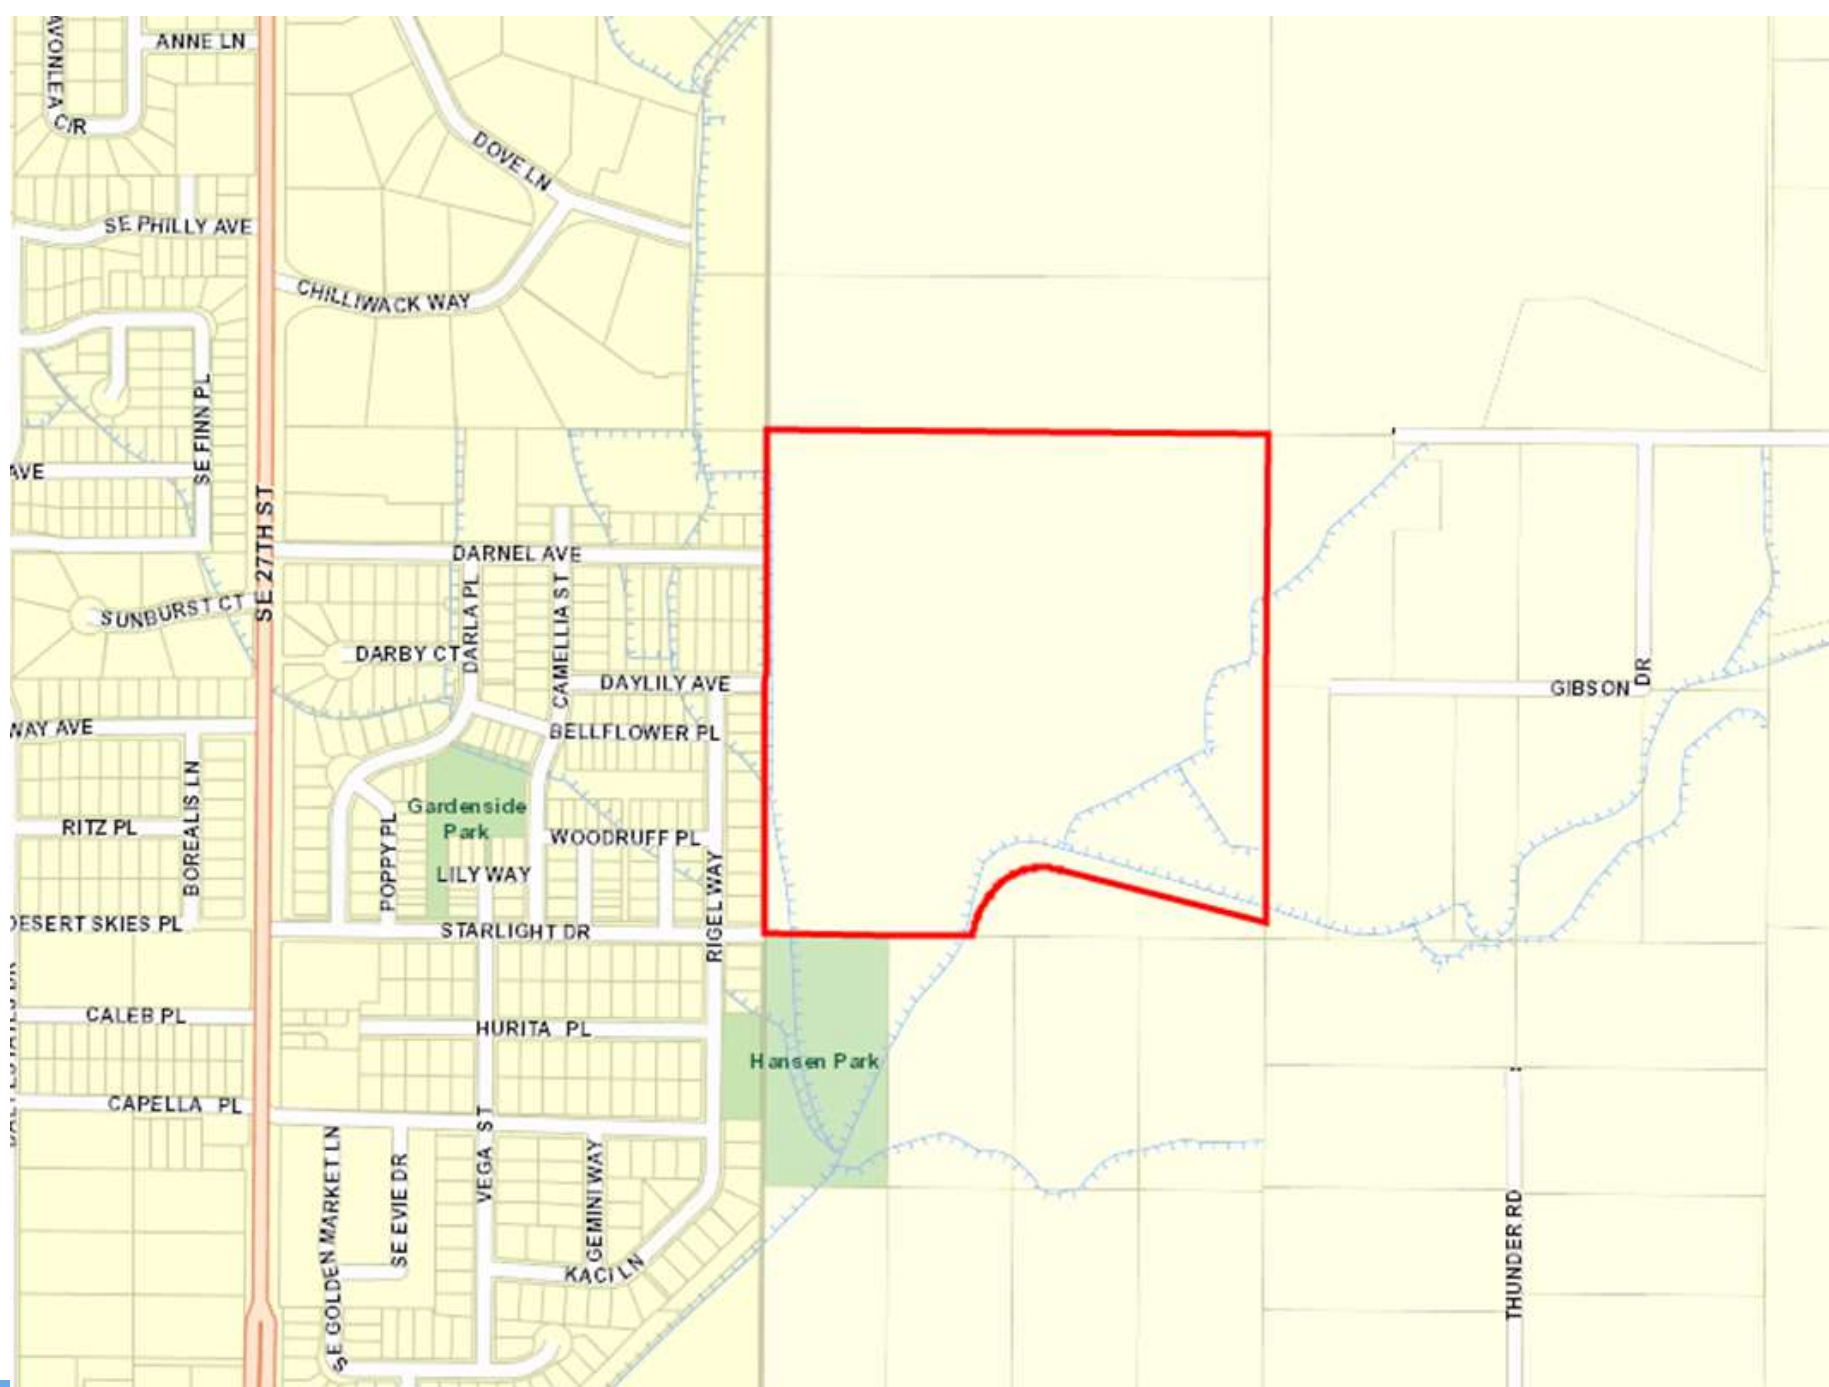 AVONLEA
CIR
ANNE LN
DOVE LN
SE PHILLY AVE
CHILLIWACK WAY
SE FINN PL
AVE
SE 27TH ST
DARNEL AVE
SUNBURST CT
DARBY CT
DARLA PL
CAMELLIA ST
DAYLILY AVE
GIBSON
DR
WAY AVE
BELLFLOWER PL
BOREALIS LN
RITZ PL
Gardenside
Park
POPPY PL
WOODRUFF PL
LILY WAY
RIGEL WAY
DESERT SKIES PL
STARLIGHT DR
CALEB PL
HURITA PL
Hansen Park
CAPELLA PL
VEGA ST
SE GOLDEN MARKET LN
SE EVIE DR
GEMINI WAY
KACI LN
THUNDER RD